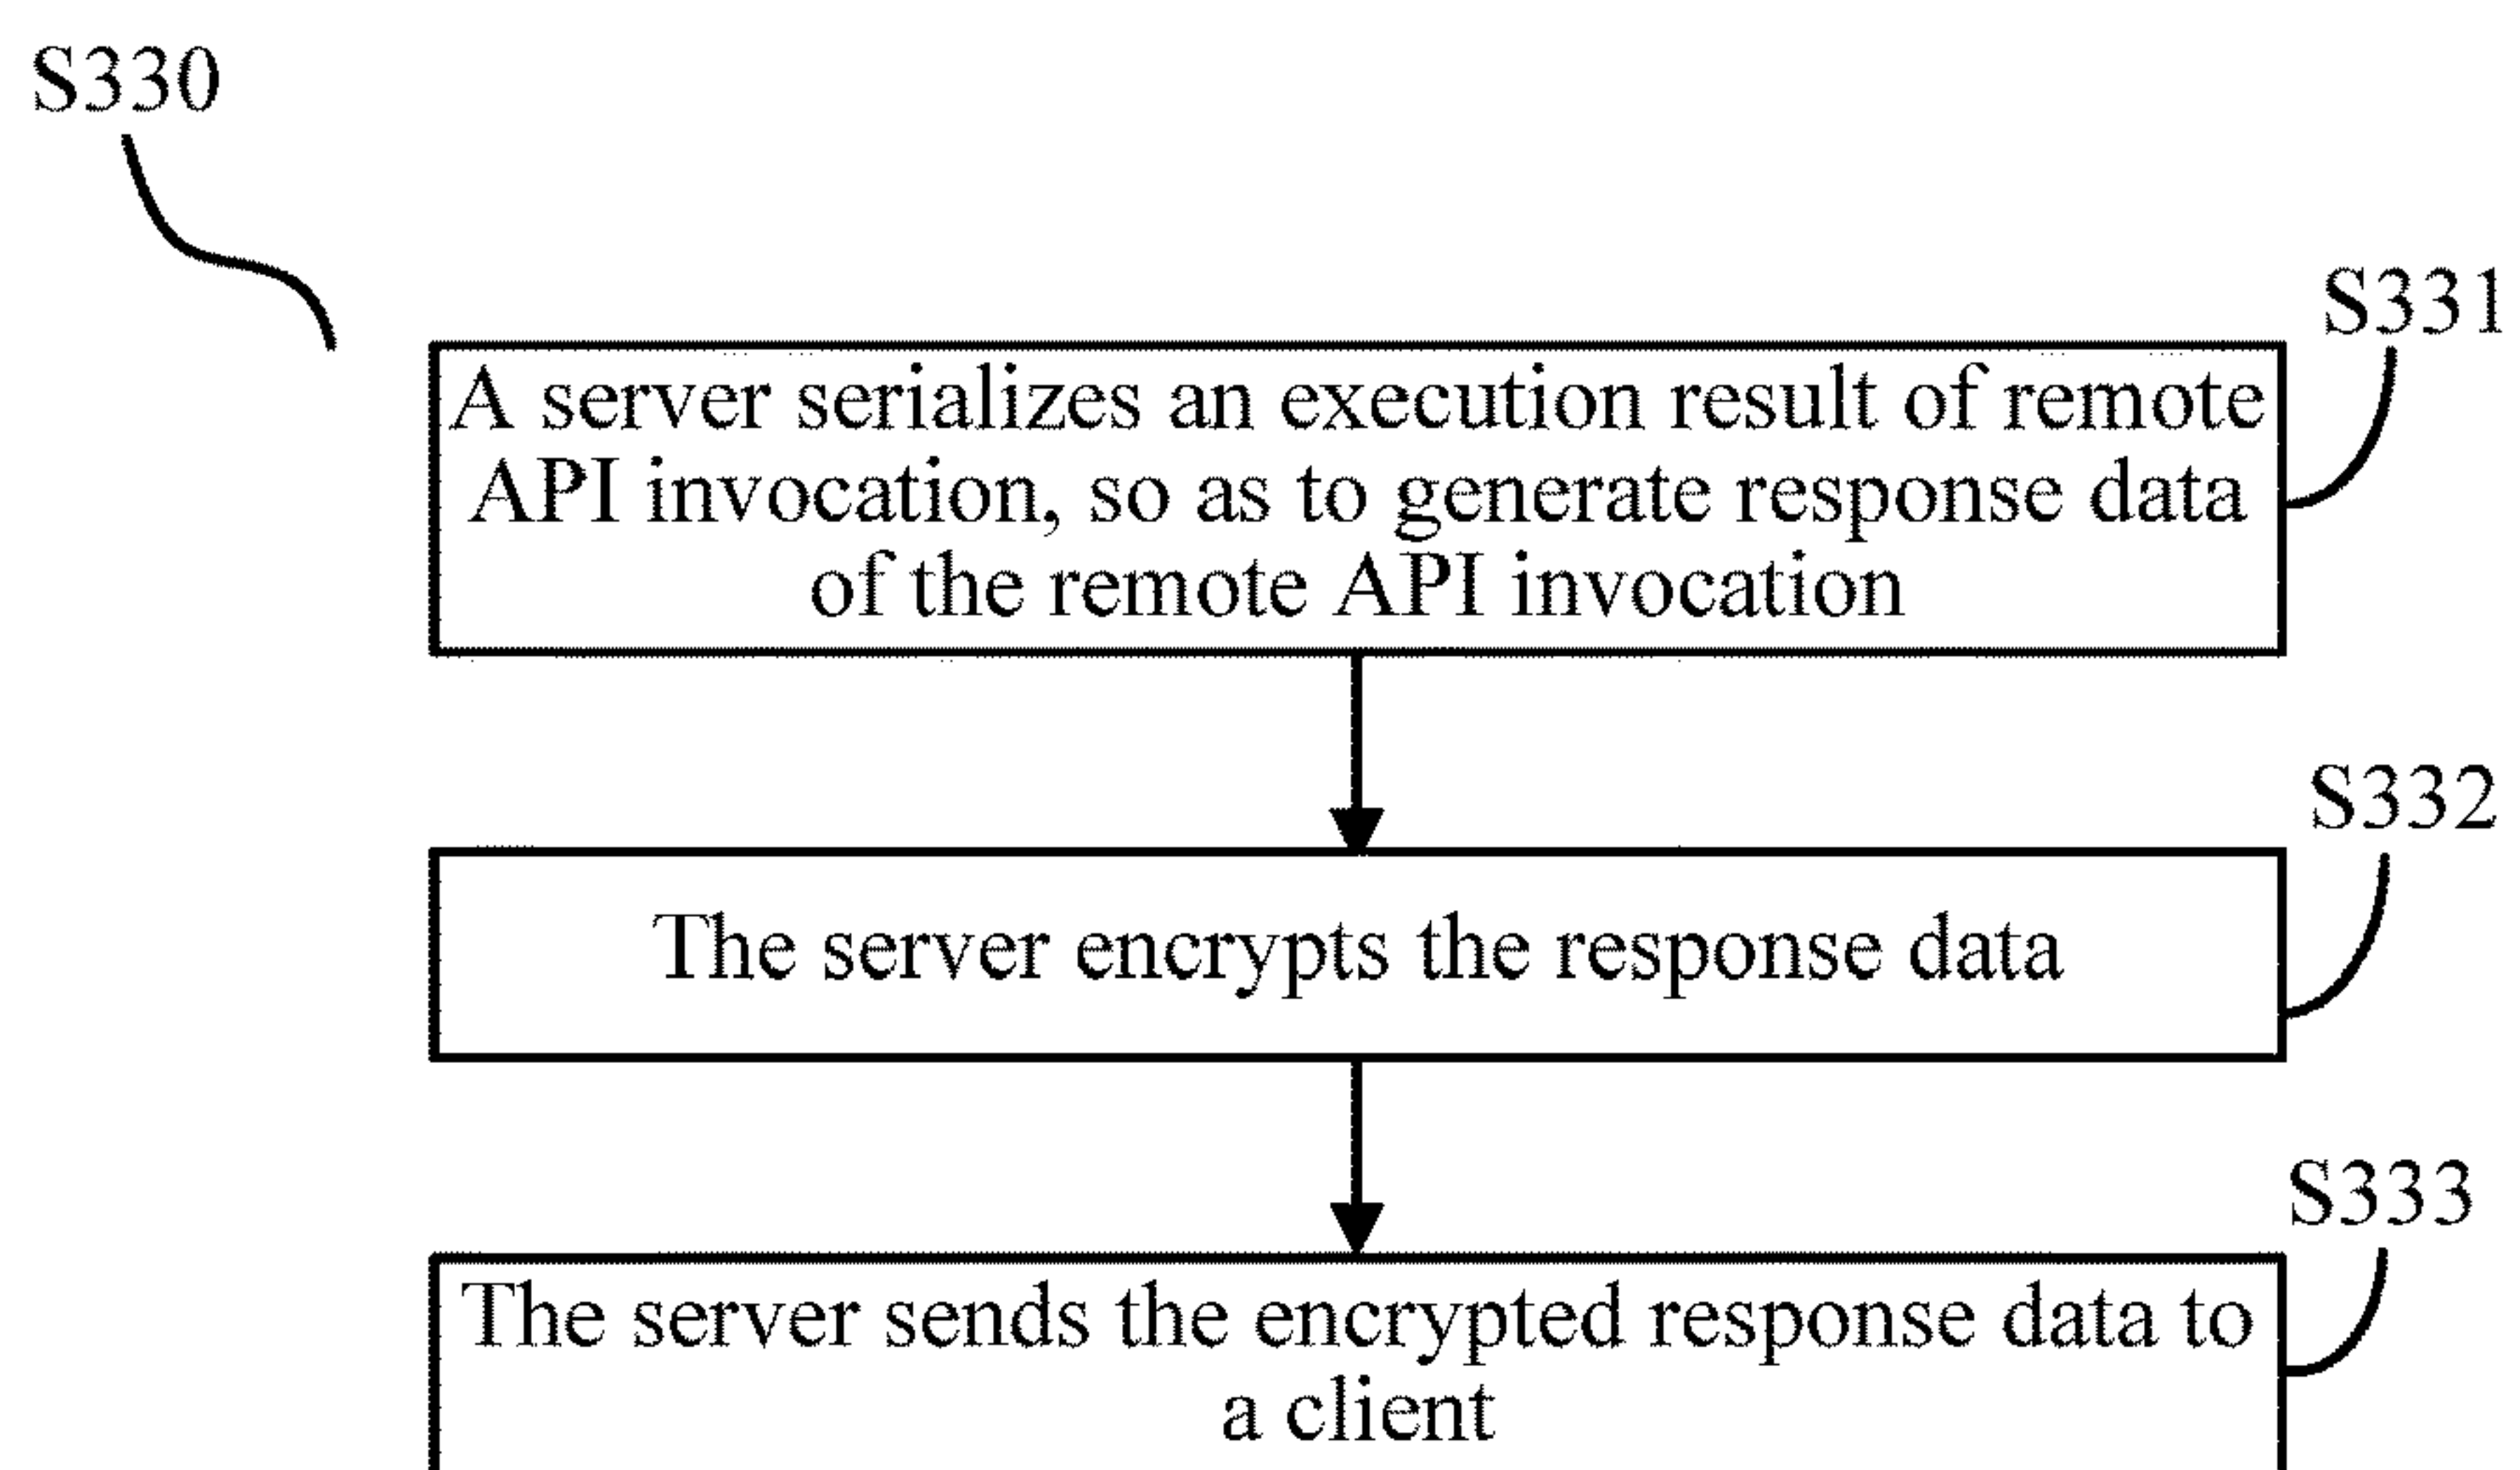 S330
S331
A server serializes an execution result of remote
API invocation, so as to generate response data
of the remote API invocation
S332
The server encrypts the response data
S333
The server sends the encrypted response data to
a client